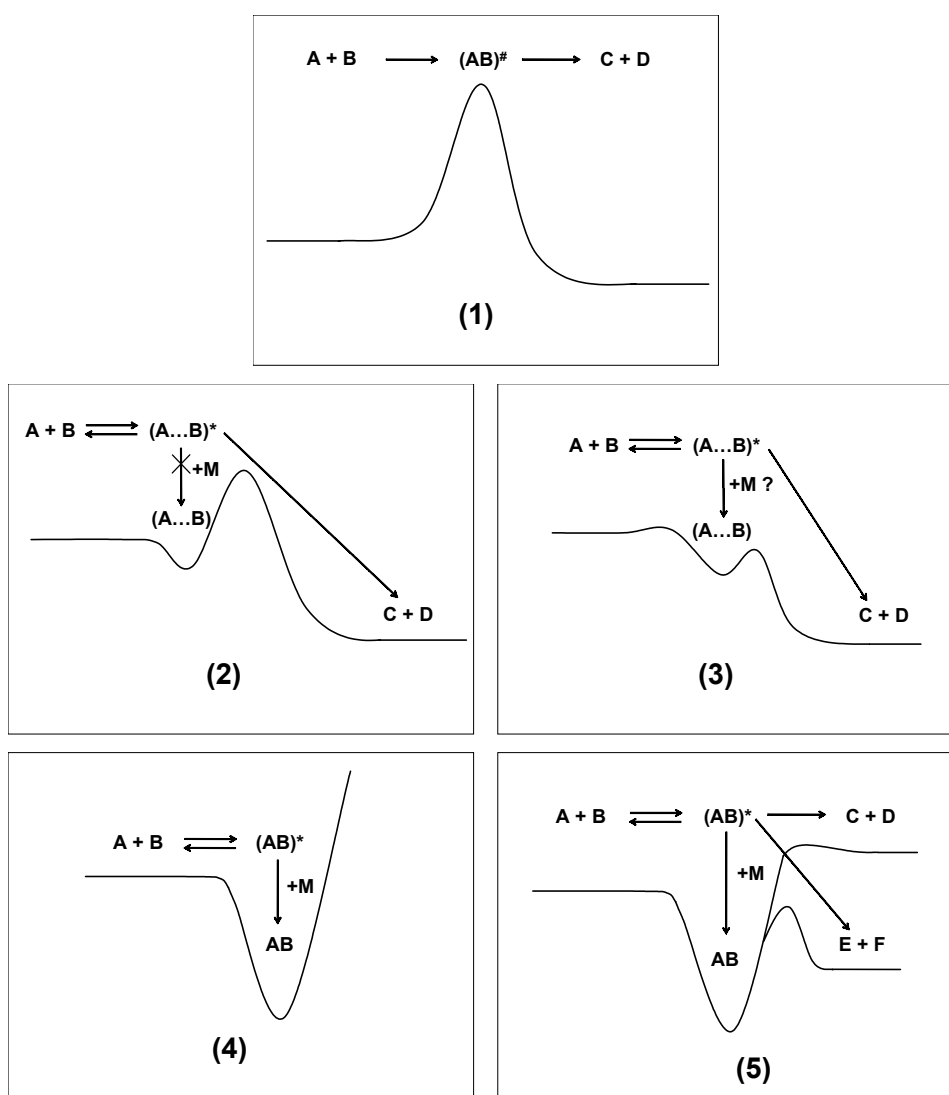 A + B (AB)# C + D
(1)
A + B (A...B)*
+M
(A...B)
C + D
(2)
A + B (A...B)*
+M ?
(A...B)
C + D
(3)
A + B (AB)*
+M
AB
(4)
A + B (AB)* C + D
+M
AB E + F
(5)